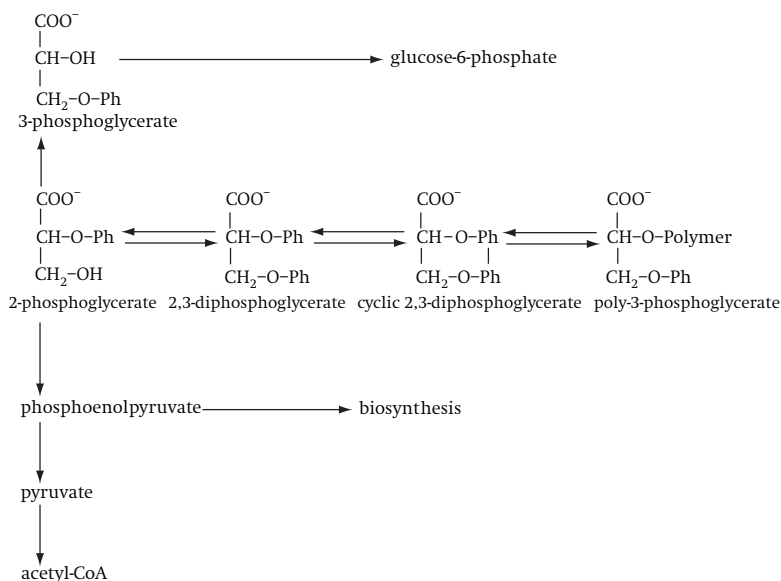 COO⁻
CH–OH glucose-6-phosphate
CH₂–O–Ph
3-phosphoglycerate
COO⁻ COO⁻ COO⁻ COO⁻
CH–O–Ph CH–O–Ph CH–O–Ph CH–O–Polymer
CH₂–OH CH₂–O–Ph CH₂–O–Ph CH₂–O–Ph
2-phosphoglycerate 2,3-diphosphoglycerate cyclic 2,3-diphosphoglycerate poly-3-phosphoglycerate
phosphoenolpyruvate biosynthesis
pyruvate
acetyl-CoA